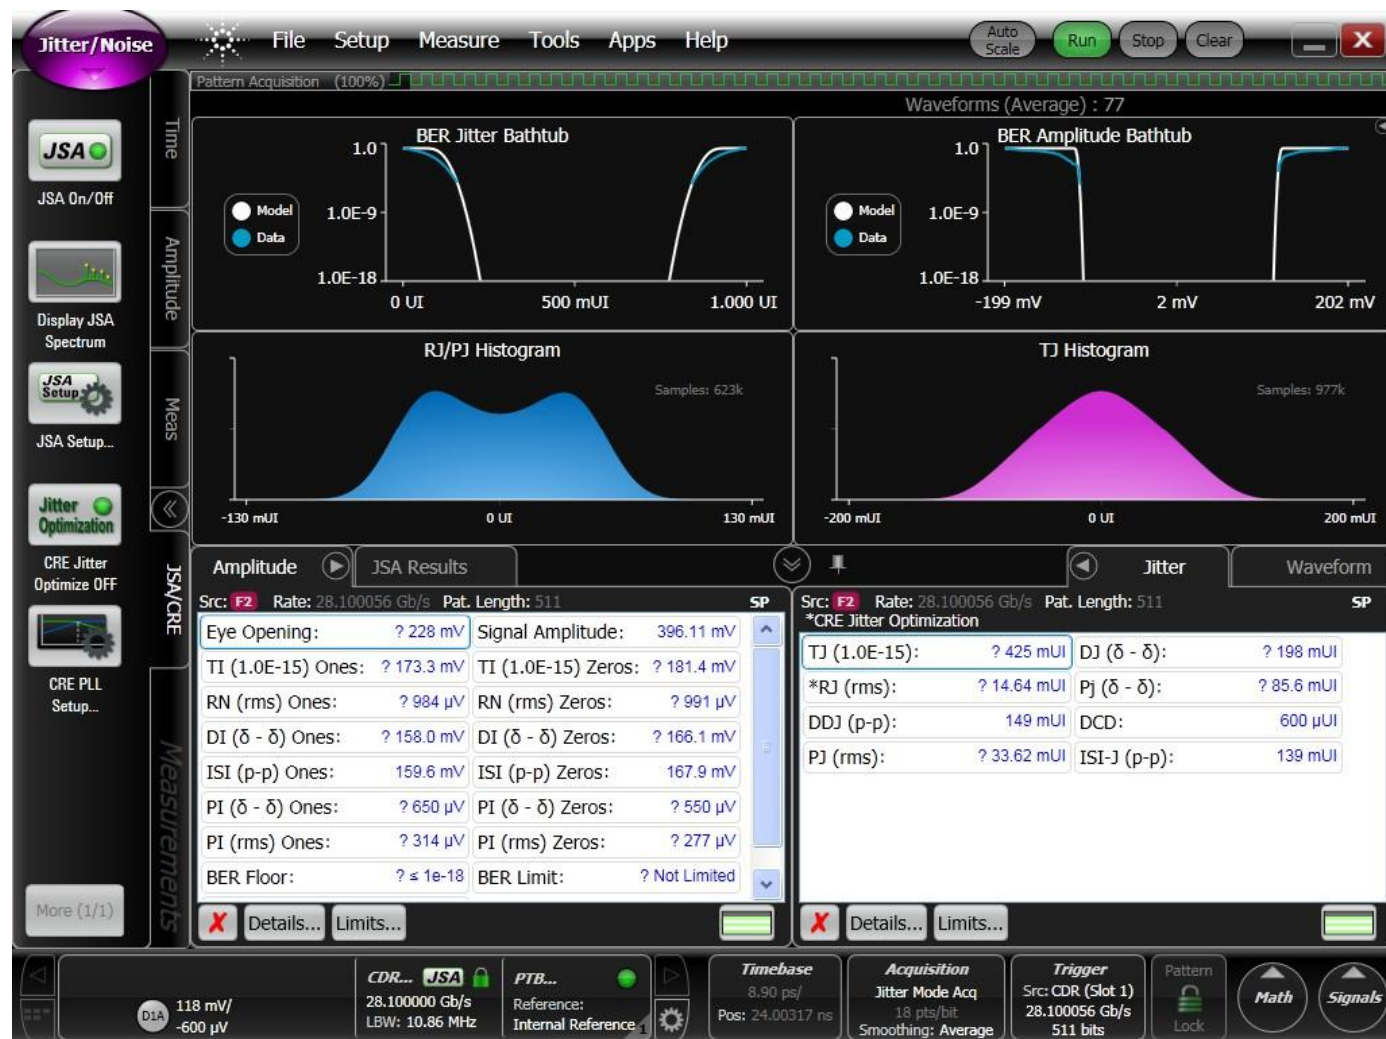 Jitter/Noise
File Setup Measure Tools Apps Help
Auto Scale
Run
Stop
Clear
X
Pattern Acquisition (100%)
Waveforms (Average) : 77
JSA
JSA On/Off
Display JSA
Spectrum
JSA
Setup
JSA Setup...
Jitter
Optimization
CRE Jitter
Optimize OFF
CRE PLL
Setup...
More (1/1)
Time
Amplitude
Meas
JSA/CRE
Measurements
BER Jitter Bathtub
1.0
1.0E-9
1.0E-18
Model
Data
0 UI 500 mUI 1.000 UI
BER Amplitude Bathtub
1.0
1.0E-9
1.0E-18
Model
Data
-199 mV 2 mV 202 mV
RJ/PJ Histogram
Samples: 623k
-130 mUI 0 UI 130 mUI
TJ Histogram
Samples: 977k
-200 mUI 0 UI 200 mUI
Amplitude JSA Results
Src: F2 Rate: 28.100056 Gb/s Pat. Length: 511 SP
Eye Opening: ? 228 mV Signal Amplitude: 396.11 mV
TI (1.0E-15) Ones: ? 173.3 mV TI (1.0E-15) Zeros: ? 181.4 mV
RN (rms) Ones: ? 984 µV RN (rms) Zeros: ? 991 µV
DI (δ - δ) Ones: ? 158.0 mV DI (δ - δ) Zeros: ? 166.1 mV
ISI (p-p) Ones: 159.6 mV ISI (p-p) Zeros: 167.9 mV
PI (δ - δ) Ones: ? 650 µV PI (δ - δ) Zeros: ? 550 µV
PI (rms) Ones: ? 314 µV PI (rms) Zeros: ? 277 µV
BER Floor: ? ≤ 1e-18 BER Limit: ? Not Limited
Details... Limits...
Jitter Waveform
Src: F2 Rate: 28.100056 Gb/s Pat. Length: 511 SP
*CRE Jitter Optimization
TJ (1.0E-15): ? 425 mUI DJ (δ - δ): ? 198 mUI
*RJ (rms): ? 14.64 mUI Pj (δ - δ): ? 85.6 mUI
DDJ (p-p): 149 mUI DCD: 600 µUI
PJ (rms): ? 33.62 mUI ISI-J (p-p): 139 mUI
Details... Limits...
D1A
118 mV/
-600 µV
CDR... JSA
28.100000 Gb/s
LBW: 10.86 MHz
PTB...
Reference:
Internal Reference
1
Timebase
8.90 ps/
Pos: 24.00317 ns
Acquisition
Jitter Mode Acq
18 pts/bit
Smoothing: Average
Trigger
Src: CDR (Slot 1)
28.100056 Gb/s
511 bits
Pattern
Lock
Math
Signals